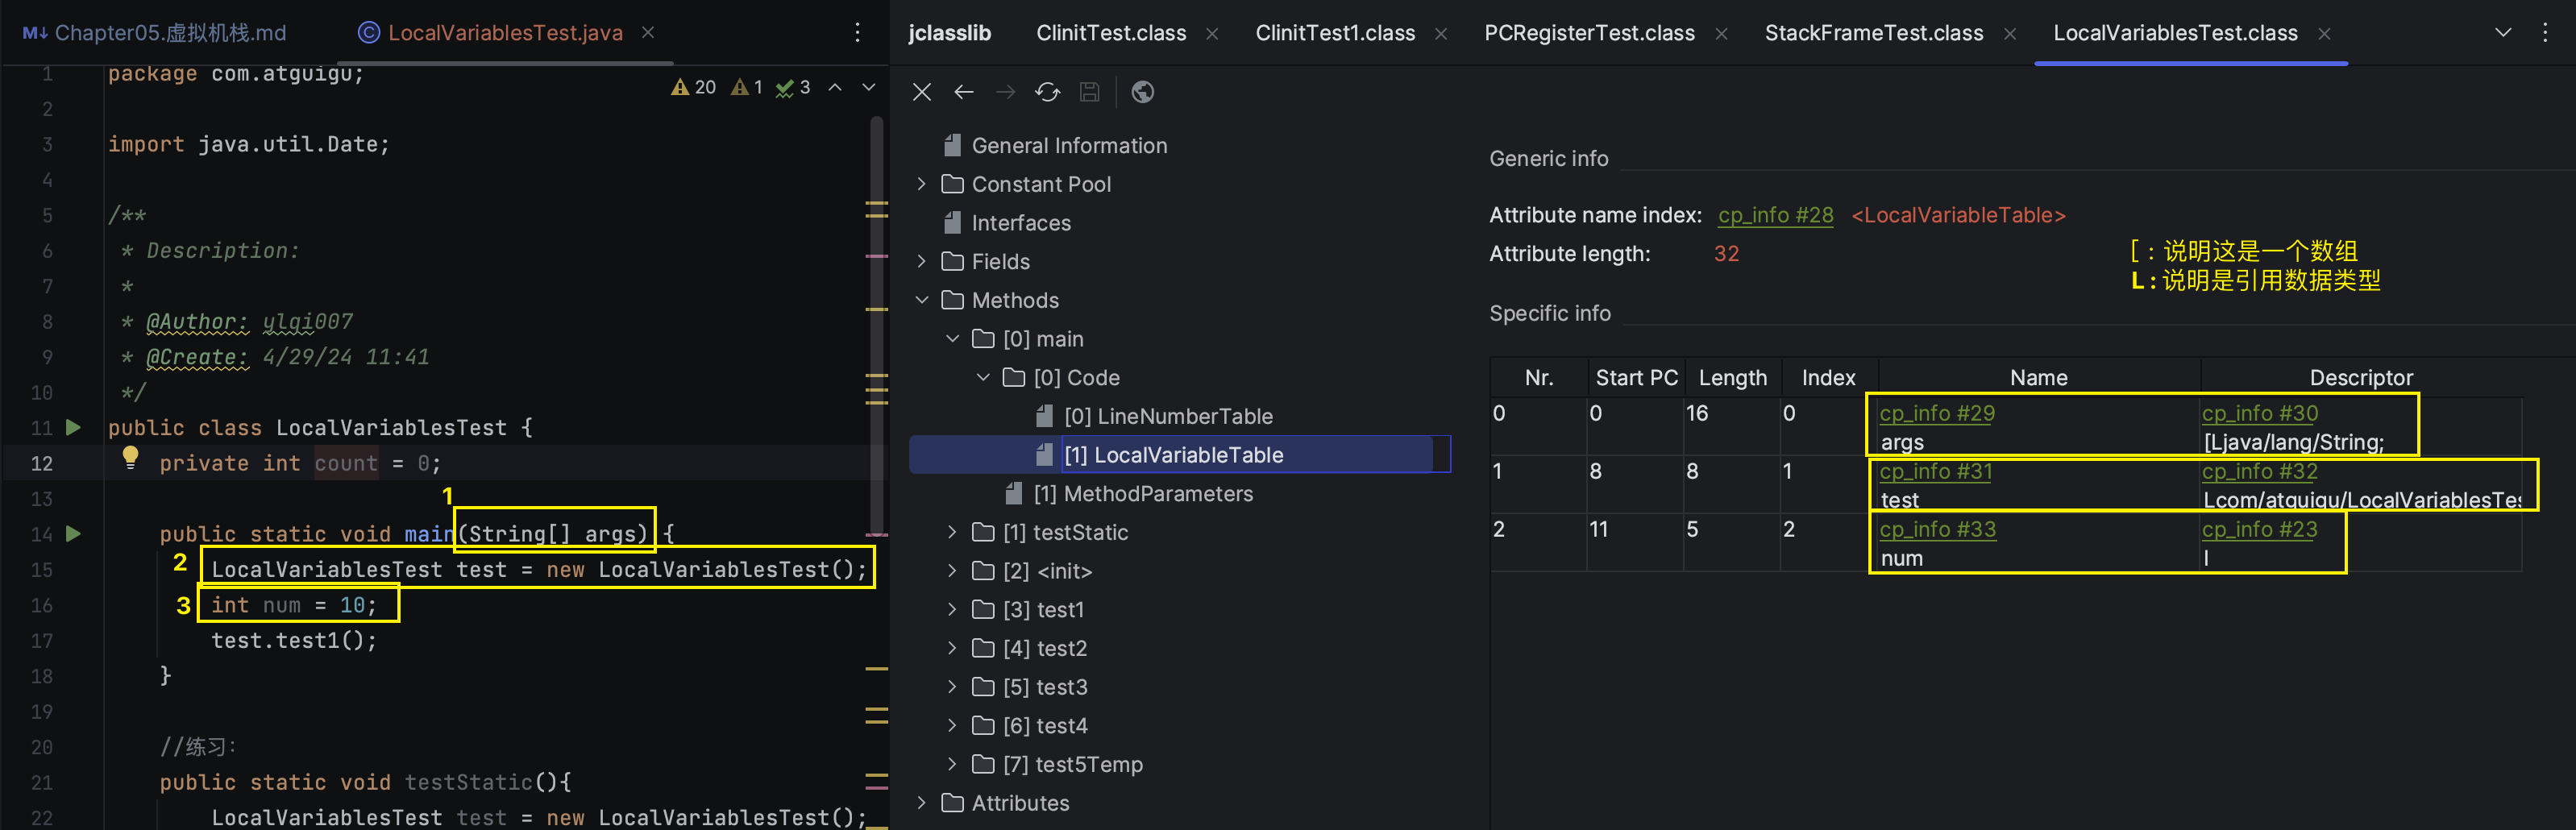 Chapter05.虚拟机栈.md
LocalVariablesTest.java
20 1 3
1 package com.atguigu;
2
3 import java.util.Date;
4
5 /**
6 * Description:
7 *
8 * @Author: ylqi007
9 * @Create: 4/29/24 11:41
10 */
11 public class LocalVariablesTest {
12 private int count = 0;
13
1
14 public static void main(String[] args) {
2
15 LocalVariablesTest test = new LocalVariablesTest();
3
16 int num = 10;
17 test.test1();
18 }
19
20 //练习:
21 public static void testStatic(){
22 LocalVariablesTest test = new LocalVariablesTest();
jclasslib ClinitTest.class ClinitTest1.class PCRegisterTest.class StackFrameTest.class LocalVariablesTest.class
General Information
Constant Pool
Interfaces
Fields
Methods
[0] main
[0] Code
[0] LineNumberTable
[1] LocalVariableTable
[1] MethodParameters
[1] testStatic
[2] <init>
[3] test1
[4] test2
[5] test3
[6] test4
[7] test5Temp
Attributes
Generic info
Attribute name index: cp_info #28 <LocalVariableTable>
Attribute length: 32
[ : 说明这是一个数组
L : 说明是引用数据类型
Specific info
Nr. Start PC Length Index Name Descriptor
0 0 16 0 cp_info #29 cp_info #30
args [Ljava/lang/String;
1 8 8 1 cp_info #31 cp_info #32
test Lcom/atguigu/LocalVariablesTes
2 11 5 2 cp_info #33 cp_info #23
num I